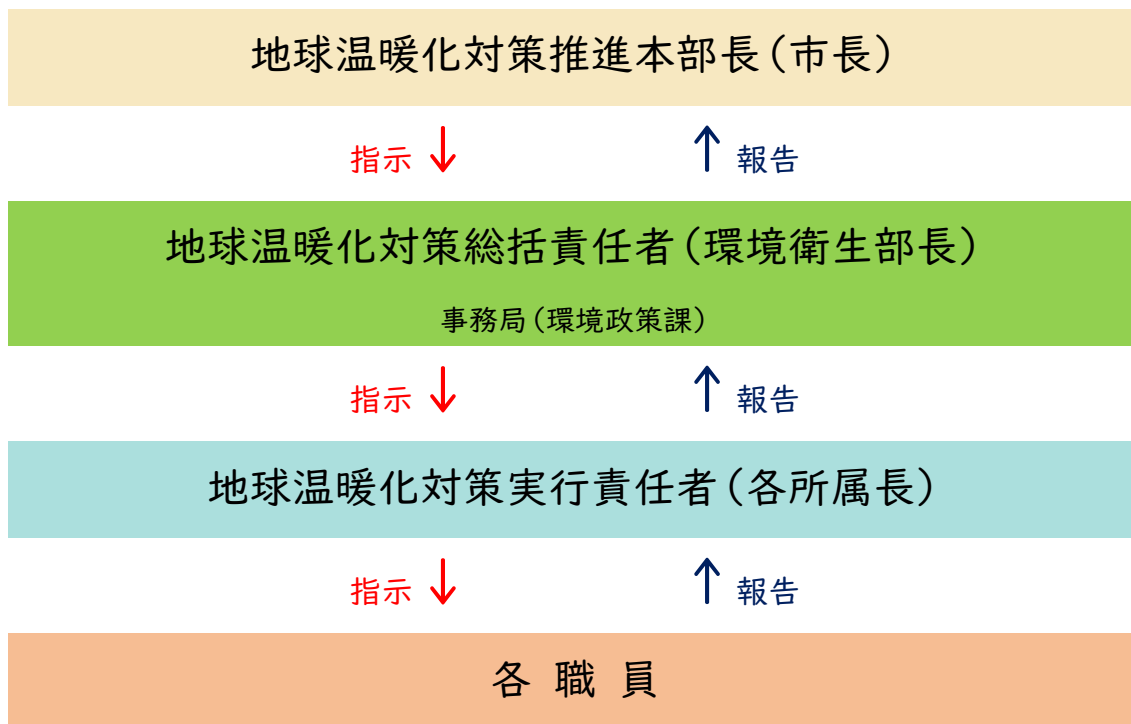 地球温暖化対策推進本部長(市長)
指示 ↓ ↑ 報告
地球温暖化対策総括責任者(環境衛生部長)
事務局(環境政策課)
指示 ↓ ↑ 報告
地球温暖化対策実行責任者(各所属長)
指示 ↓ ↑ 報告
各職員